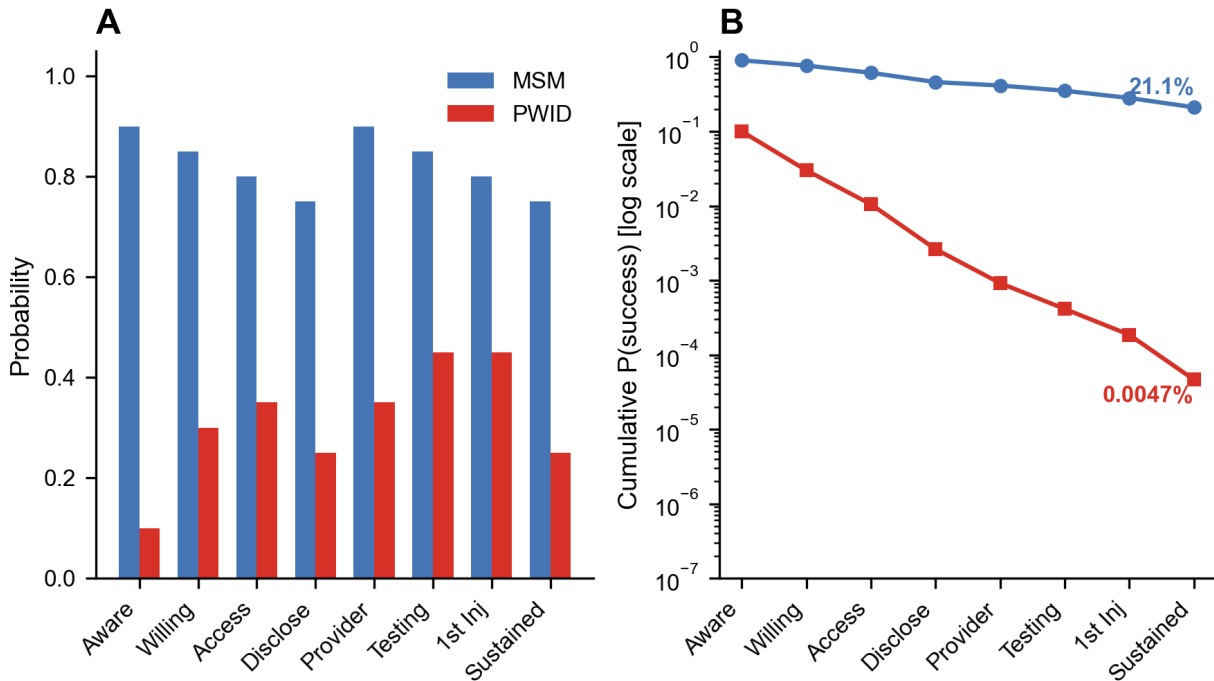 A
Probability
1.0
0.8
0.6
0.4
0.2
0.0
MSM
PWID
Aware
Willing
Access
Disclose
Provider
Testing
1st Inj
Sustained
B
Cumulative P(success) [log scale]
10⁰
10⁻¹
10⁻²
10⁻³
10⁻⁴
10⁻⁵
10⁻⁶
10⁻⁷
21.1%
0.0047%
Aware
Willing
Access
Disclose
Provider
Testing
1st Inj
Sustained